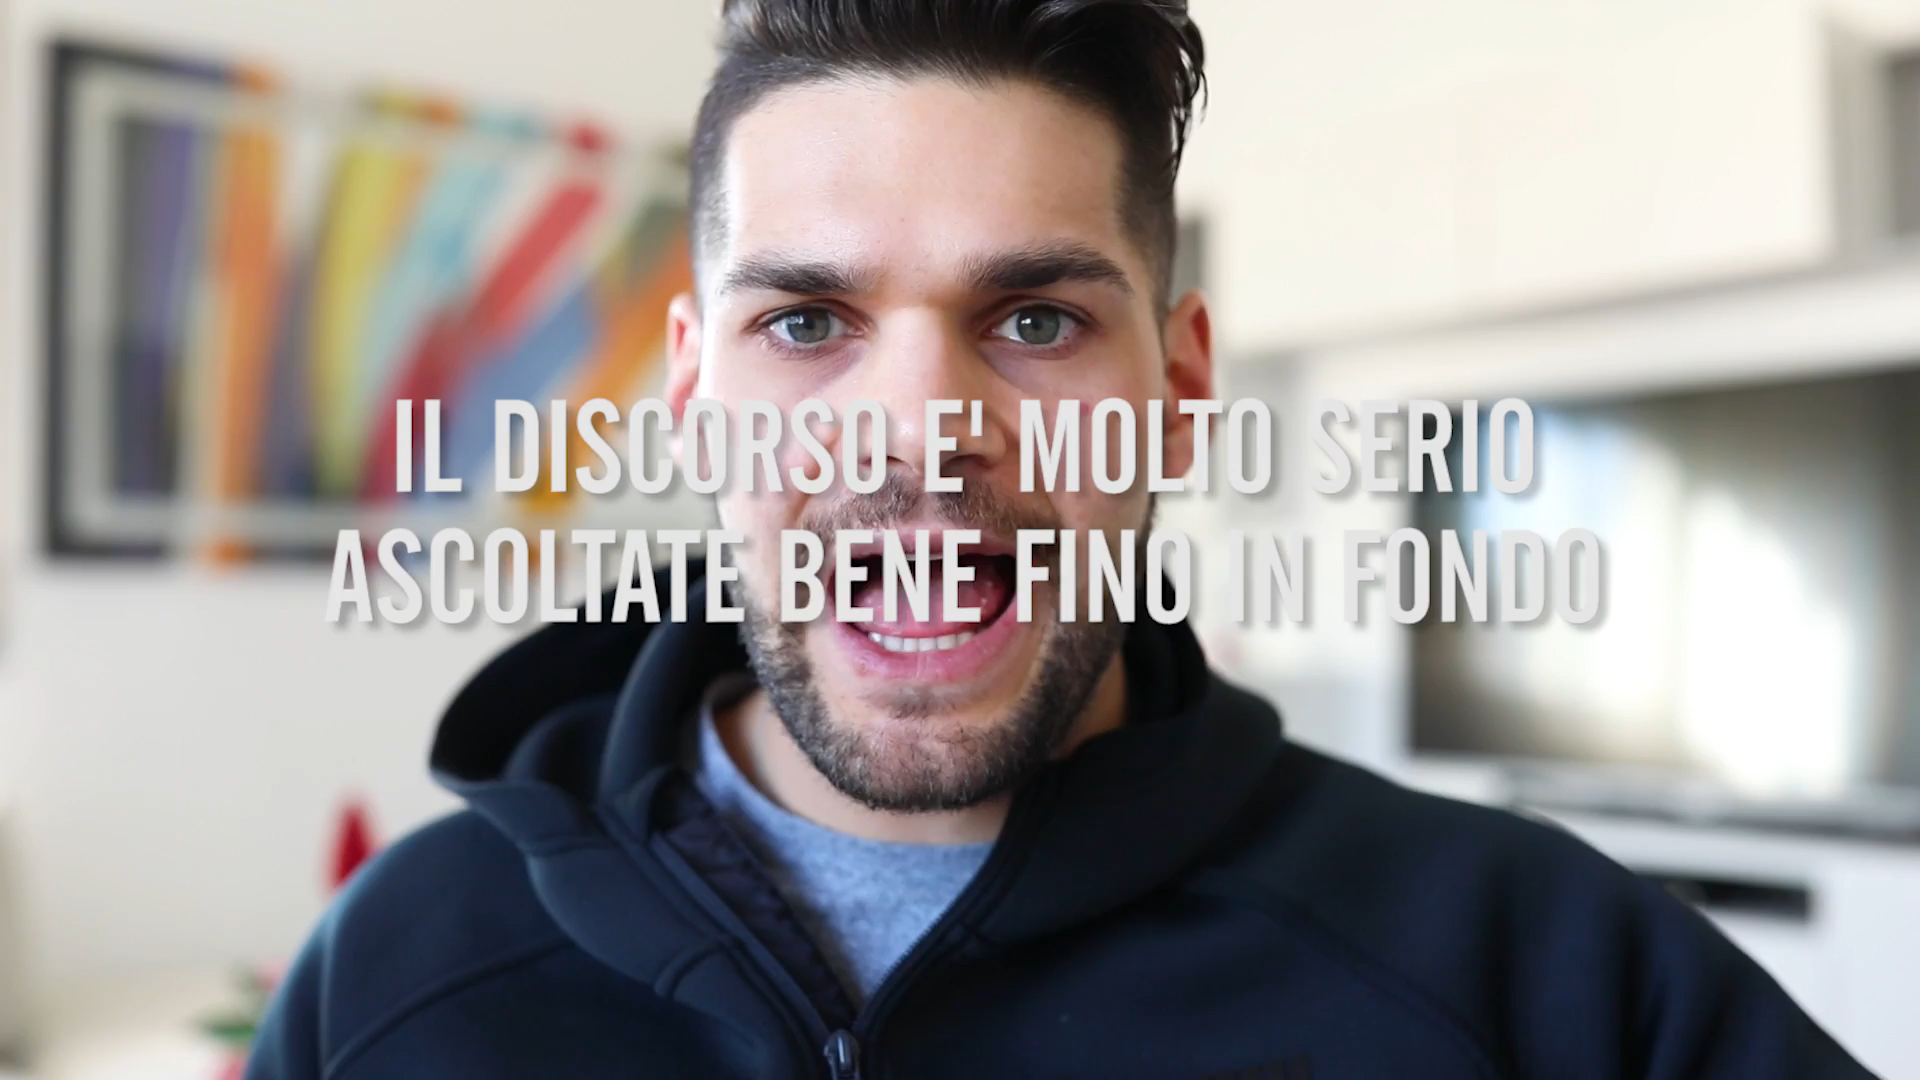 IL DISCORSO E' MOLTO SERIO
ASCOLTATE BENE FINO IN FONDO